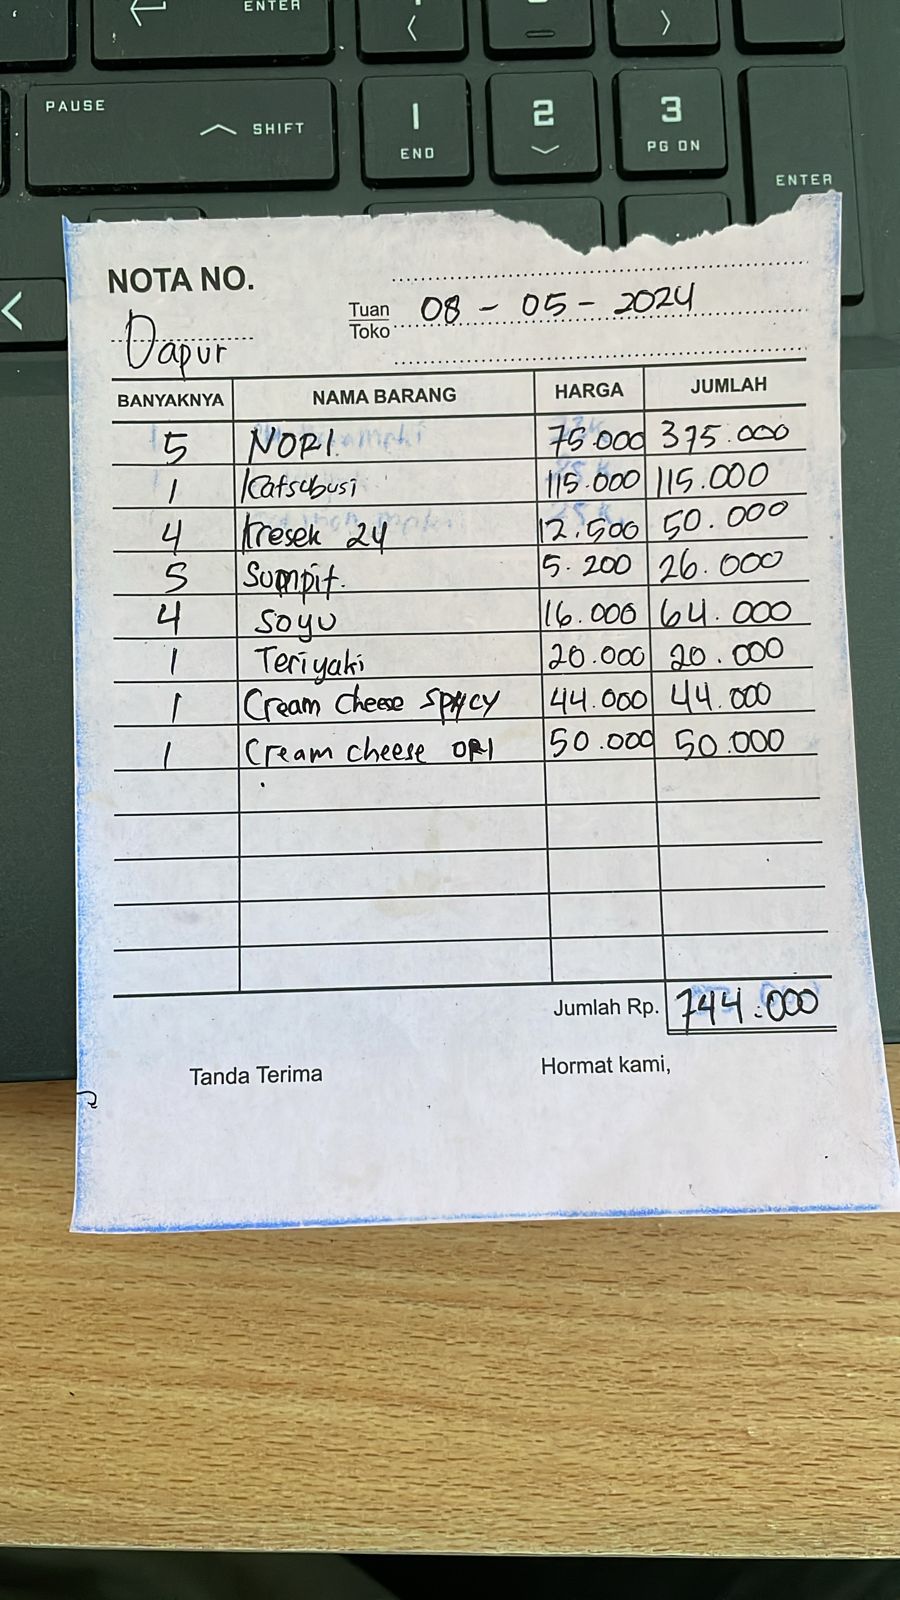 ENTER
PAUSE
SHIFT
1
END
2
3
PG DN
ENTER
NOTA NO.
Dapur
Tuan
Toko
08 - 05 - 2024
BANYAKNYA NAMA BARANG HARGA JUMLAH
5 NORI. 75.000 375.000
1 Katsubusi 115.000 115.000
4 kresek 24 12.500 50.000
5 Sumpit. 5.200 26.000
4 Soyu 16.000 64.000
1 Teriyaki 20.000 20.000
1 Cream cheese SPYCY 44.000 44.000
1 Cream cheese ORI 50.000 50.000
Jumlah Rp. 744.000
Tanda Terima Hormat kami,